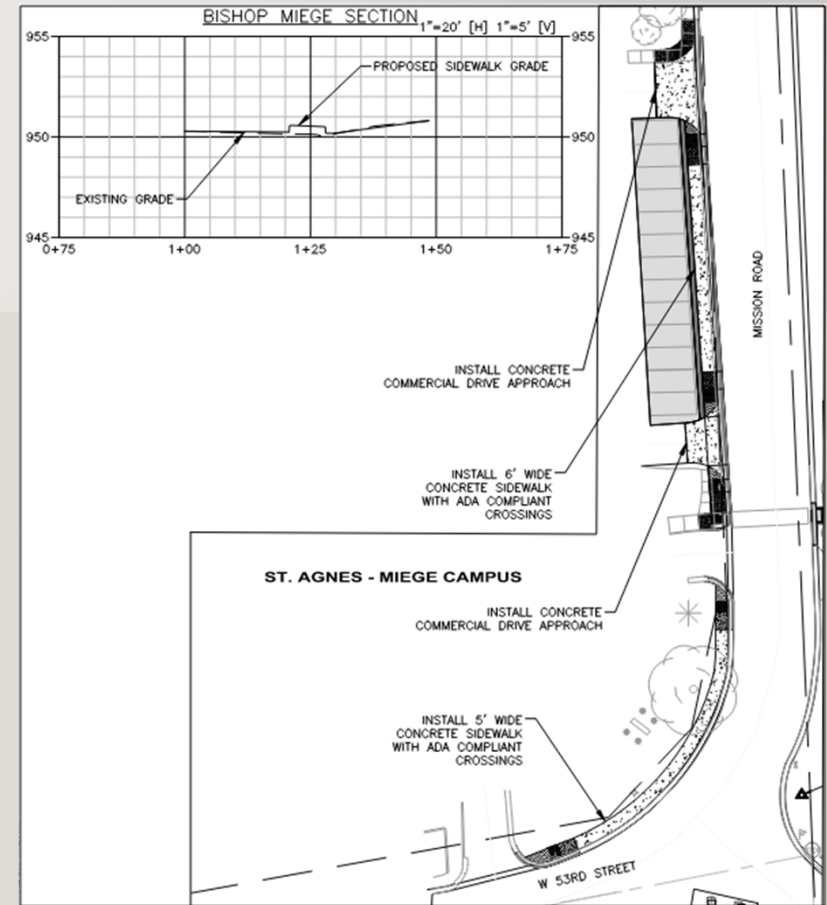 BISHOP MIEGE SECTION 1"=20' [H] 1"=5' [V]
955
955
PROPOSED SIDEWALK GRADE
950
950
EXISTING GRADE
945
945
0+75
1+00
1+25
1+50
1+75
MISSION ROAD
INSTALL CONCRETE
COMMERCIAL DRIVE APPROACH
INSTALL 6' WIDE
CONCRETE SIDEWALK
WITH ADA COMPLIANT
CROSSINGS
ST. AGNES - MIEGE CAMPUS
INSTALL CONCRETE
COMMERCIAL DRIVE APPROACH
INSTALL 5' WIDE
CONCRETE SIDEWALK
WITH ADA COMPLIANT
CROSSINGS
W 53RD STREET